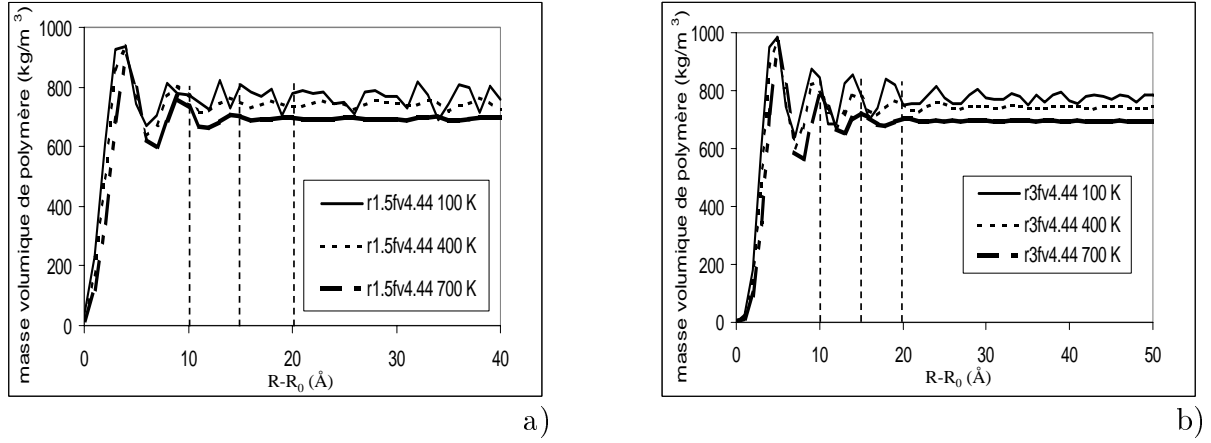 masse volumique de polymère (kg/m ³)
1000
800
600
400
200
0
r1.5fv4.44 100 K
r1.5fv4.44 400 K
r1.5fv4.44 700 K
0 10 20 30 40
R-R₀ (Å)
a)
masse volumique de polymère (kg/m ³)
1000
800
600
400
200
0
r3fv4.44 100 K
r3fv4.44 400 K
r3fv4.44 700 K
0 10 20 30 40 50
R-R₀ (Å)
b)